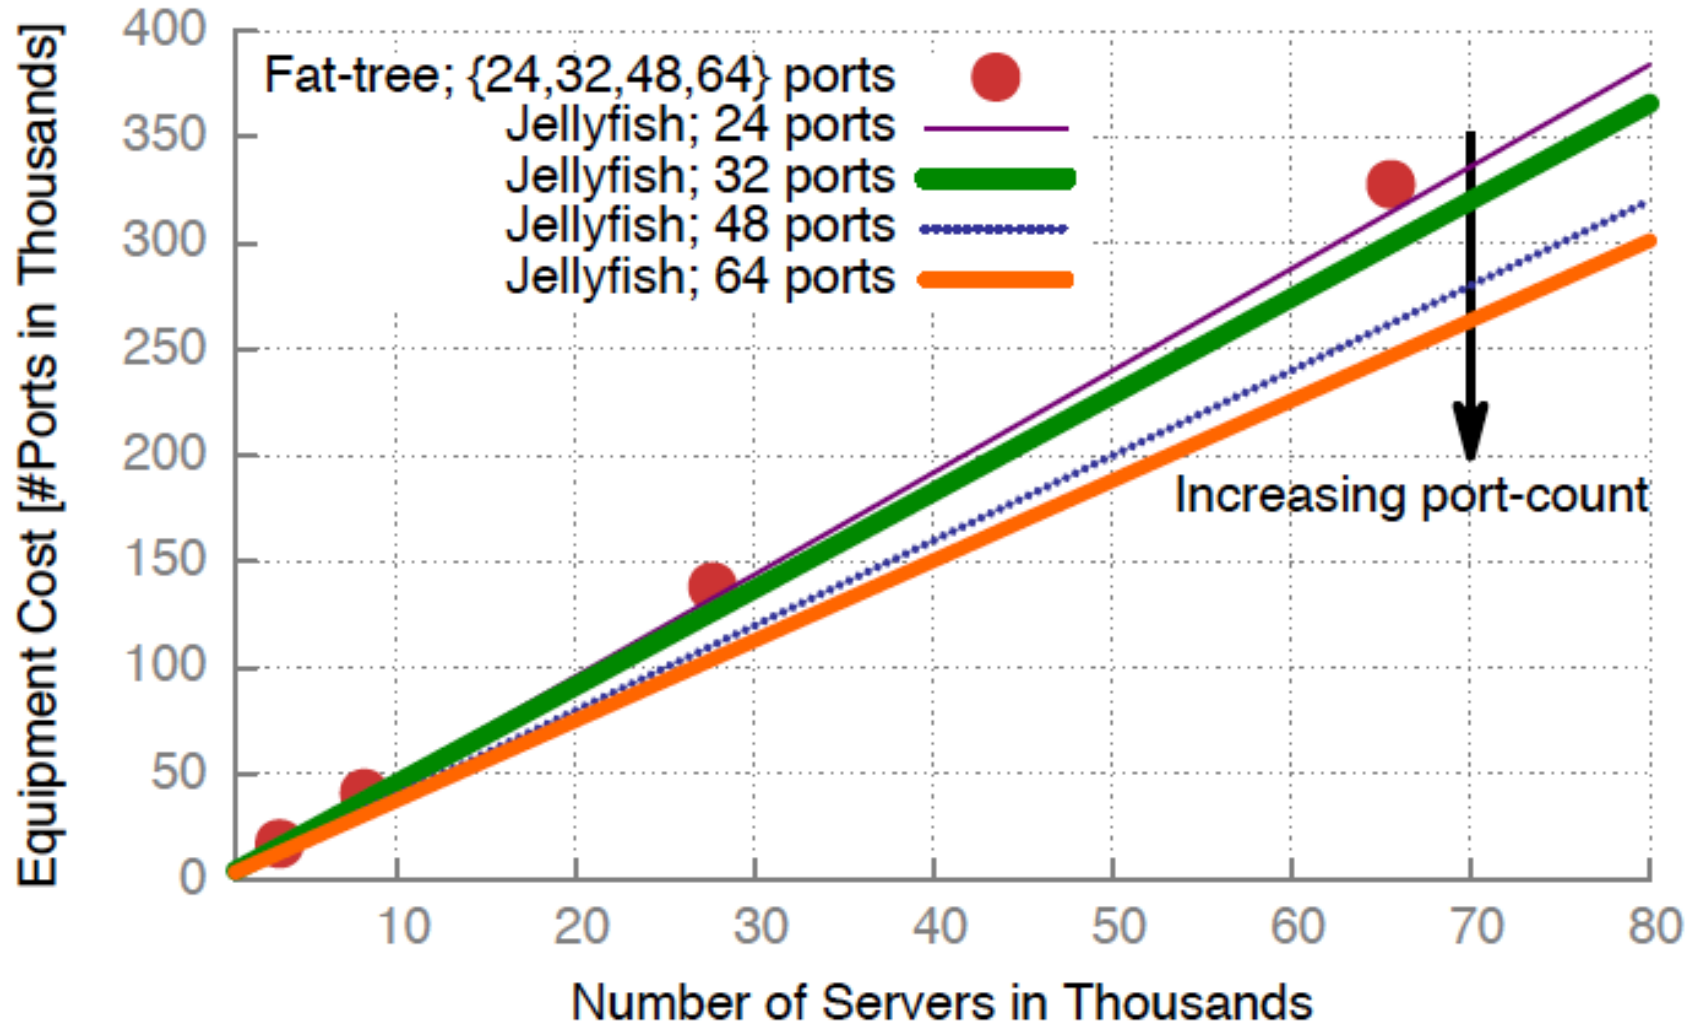 Equipment Cost [#Ports in Thousands]
400
350
300
250
200
150
100
50
0
Fat-tree; {24,32,48,64} ports
Jellyfish; 24 ports
Jellyfish; 32 ports
Jellyfish; 48 ports
Jellyfish; 64 ports
Increasing port-count
10 20 30 40 50 60 70 80
Number of Servers in Thousands